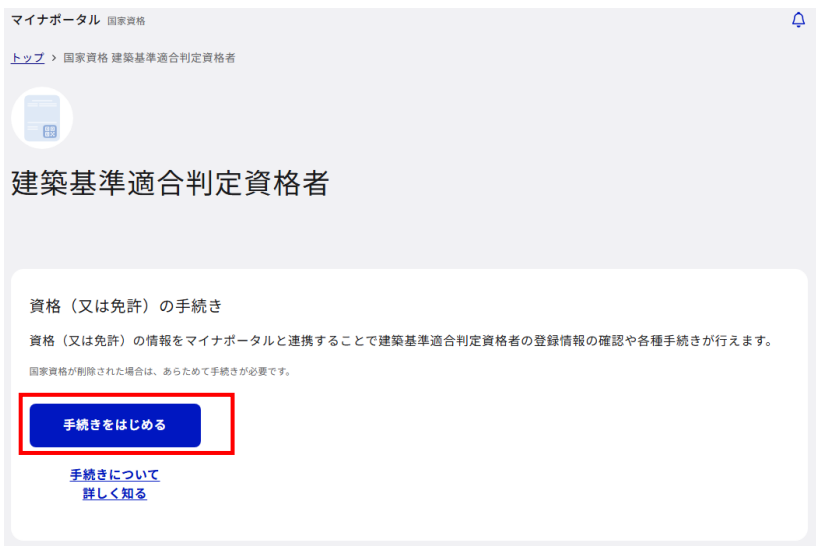 マイナポータル 国家資格
トップ > 国家資格 建築基準適合判定資格者
建築基準適合判定資格者
資格（又は免許）の手続き
資格（又は免許）の情報をマイナポータルと連携することで建築基準適合判定資格者の登録情報の確認や各種手続きが行えます。
国家資格が削除された場合は、あらためて手続きが必要です。
手続きをはじめる
手続きについて
詳しく知る